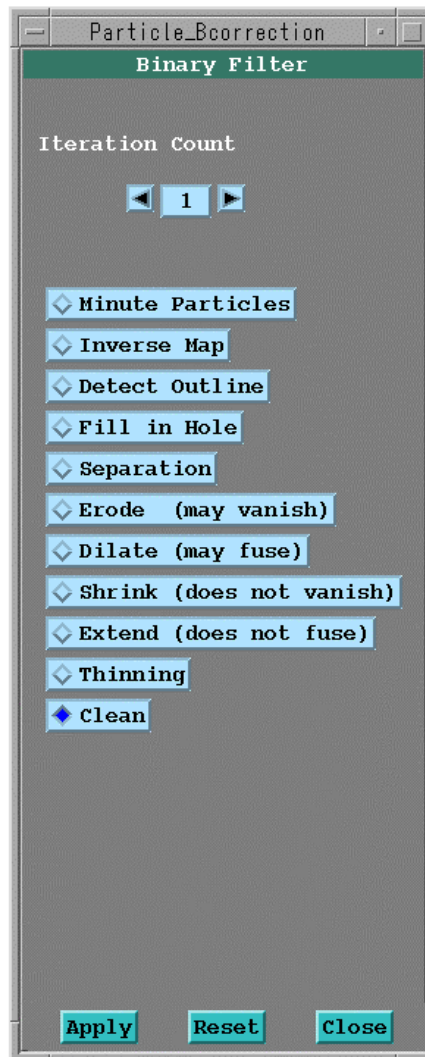 Particle_Bcorrection
Binary Filter
Iteration Count
1
Minute Particles
Inverse Map
Detect Outline
Fill in Hole
Separation
Erode (may vanish)
Dilate (may fuse)
Shrink (does not vanish)
Extend (does not fuse)
Thinning
Clean
Apply Reset Close